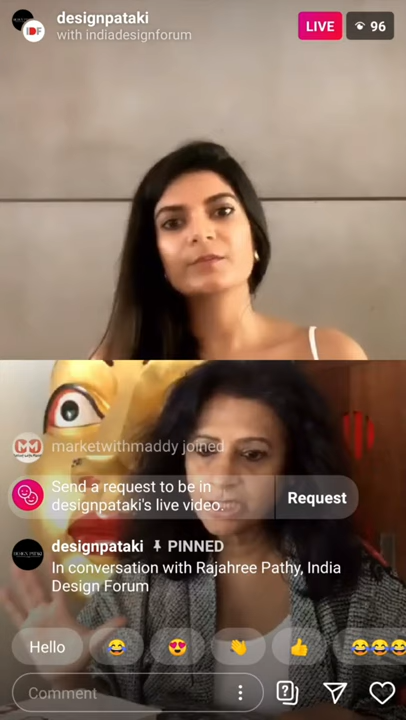 designpataki
with indiadesignforum
LIVE
96
IDF
marketwithmaddy joined
Send a request to be in
designpataki's live video.
Request
designpataki PINNED
In conversation with Rajahree Pathy, India
Design Forum
Hello
Comment